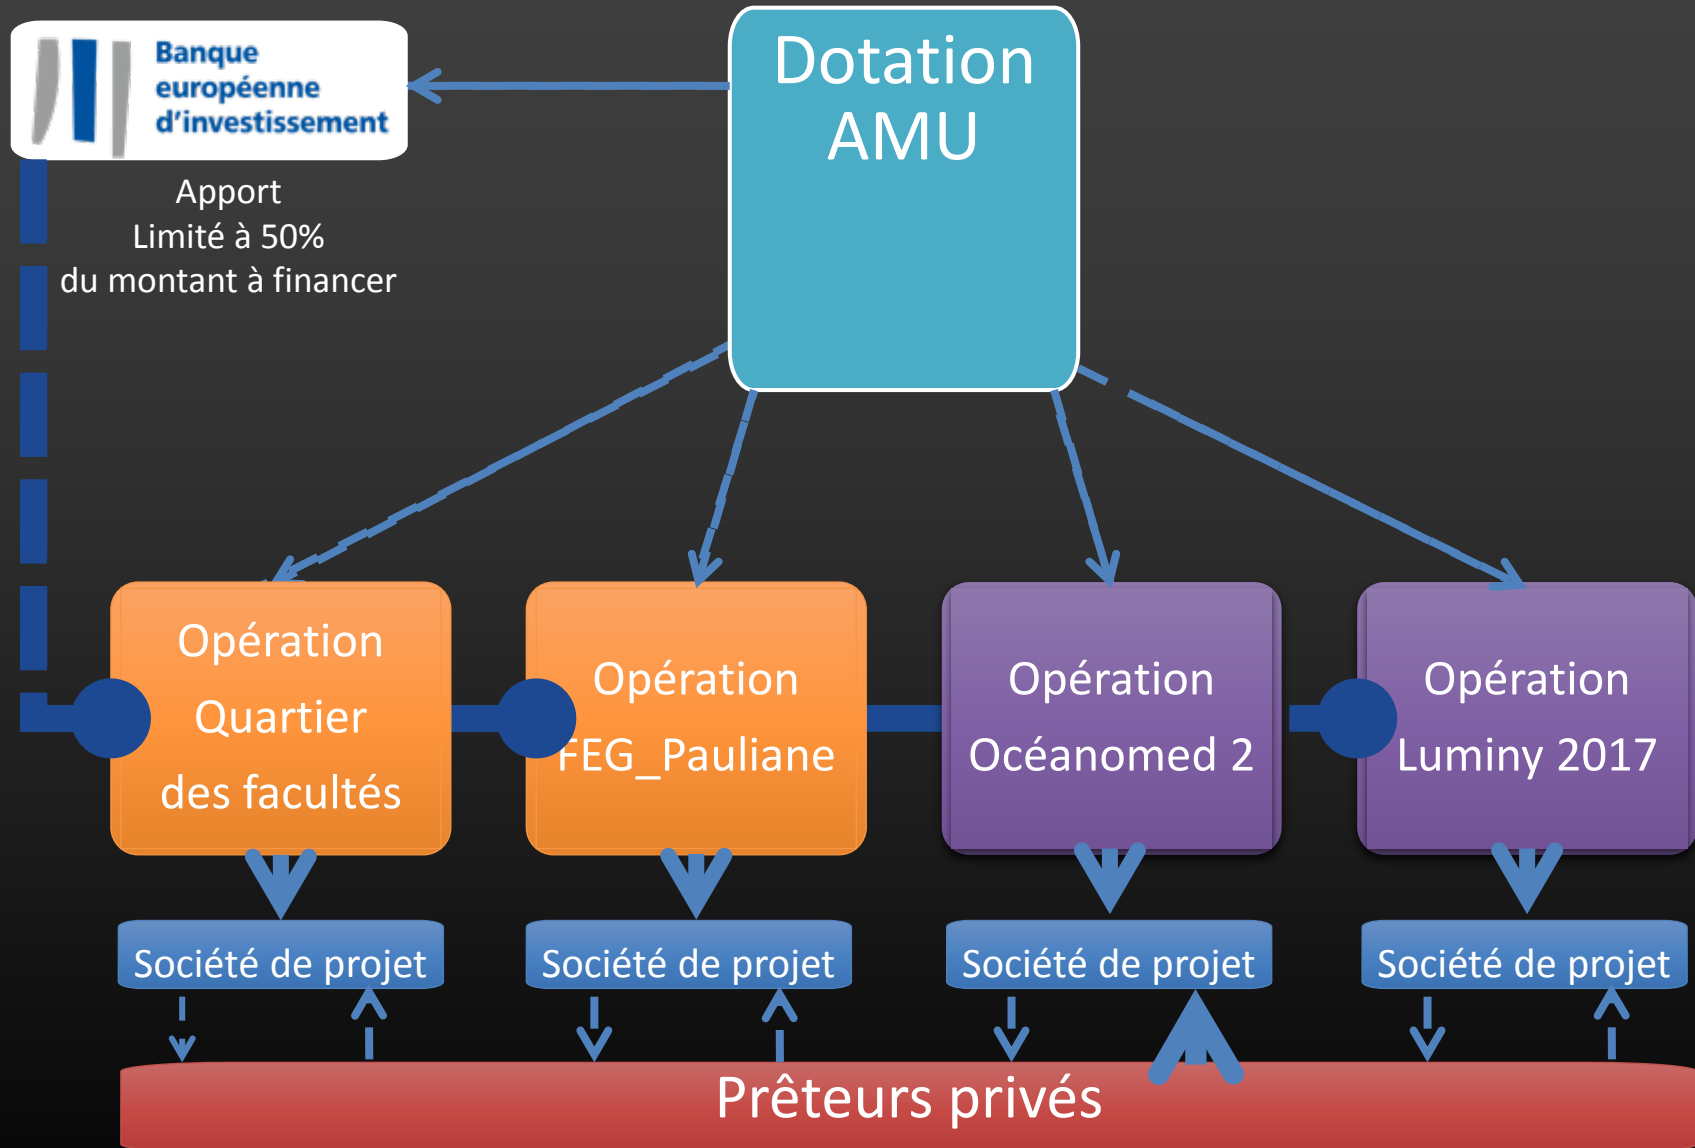 Banque
européenne
d'investissement
Dotation
AMU
Apport
Limité à 50%
du montant à financer
Opération
Quartier
des facultés
Opération
FEG_Pauliane
Opération
Océanomed 2
Opération
Luminy 2017
Société de projet
Société de projet
Société de projet
Société de projet
Prêteurs privés